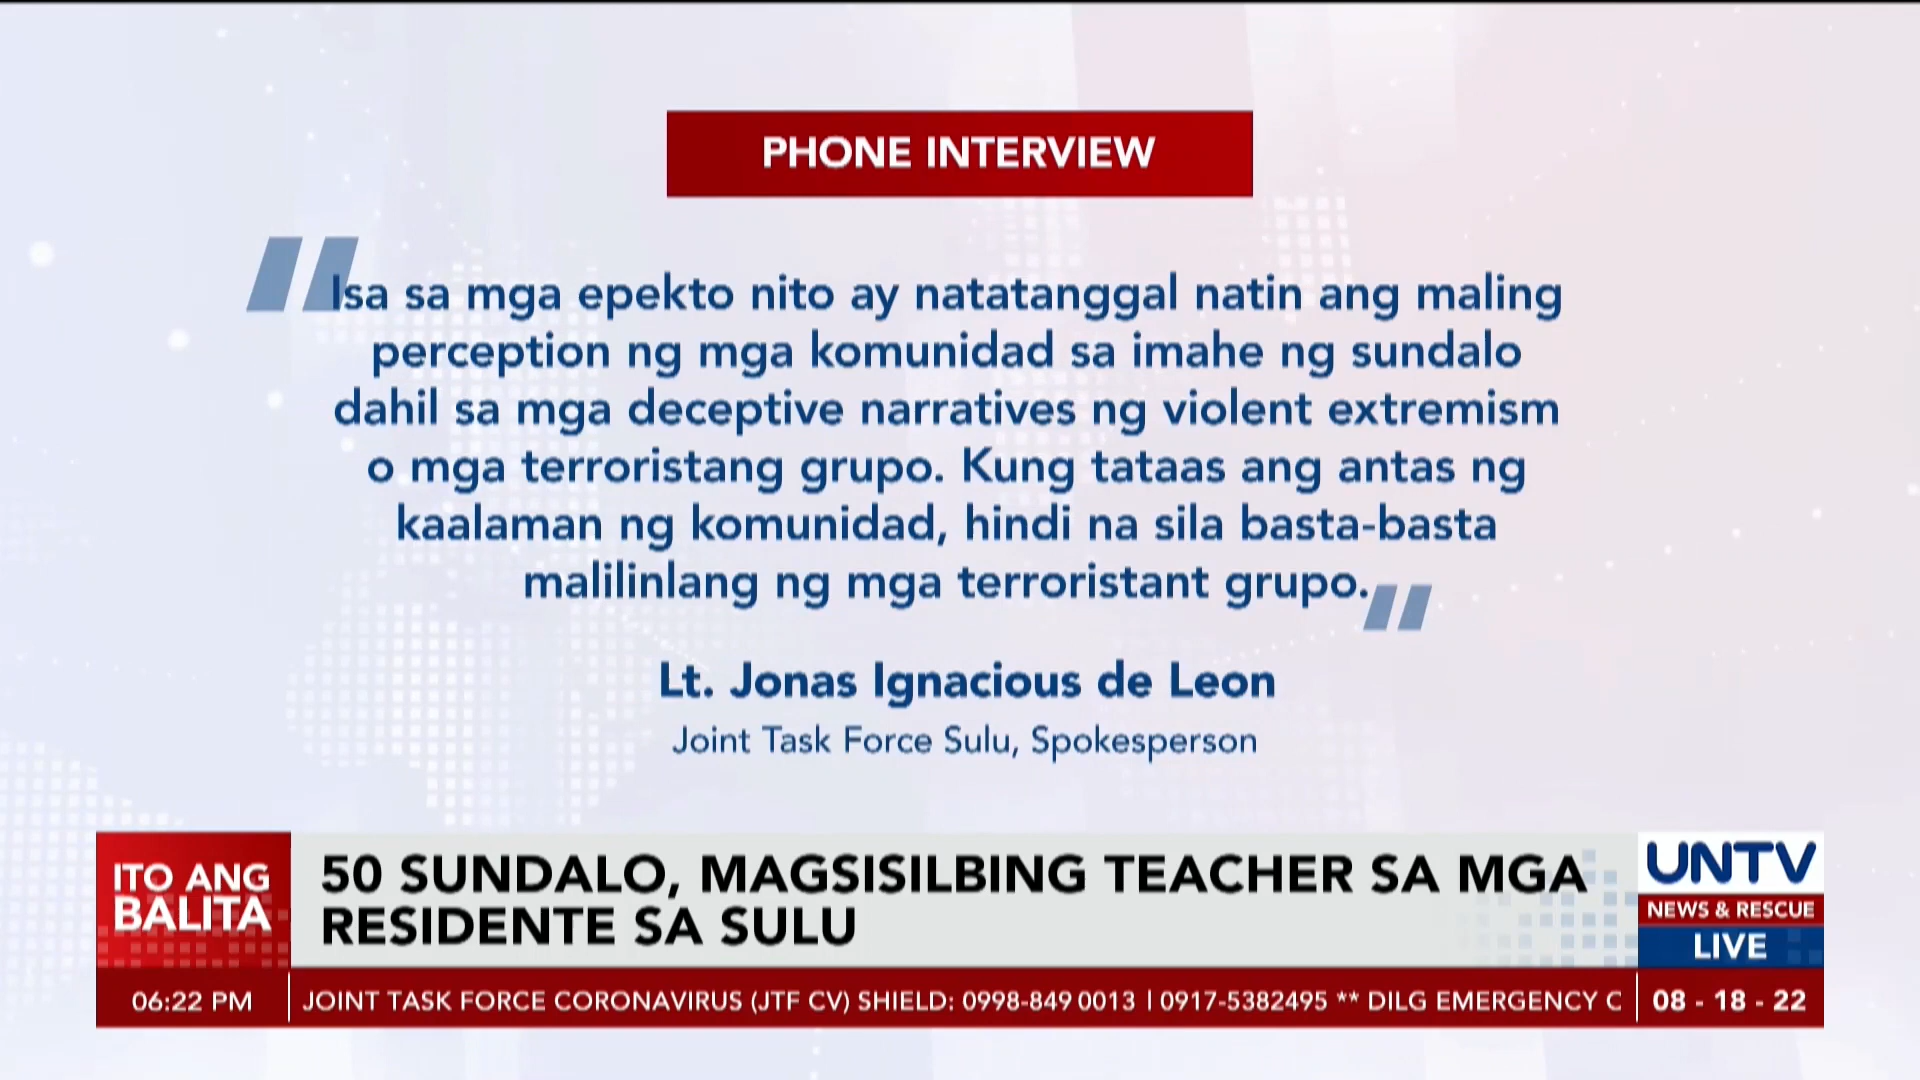 PHONE INTERVIEW
"Isa sa mga epekto nito ay natatanggal natin ang maling
perception ng mga komunidad sa imahe ng sundalo
dahil sa mga deceptive narratives ng violent extremism
o mga terroristang grupo. Kung tataas ang antas ng
kaalaman ng komunidad, hindi na sila basta-basta
malilinlang ng mga terroristant grupo."
Lt. Jonas Ignacious de Leon
Joint Task Force Sulu, Spokesperson
ITO ANG
BALITA
50 SUNDALO, MAGSISILBING TEACHER SA MGA
RESIDENTE SA SULU
UNTV
NEWS & RESCUE
LIVE
06:22 PM
JOINT TASK FORCE CORONAVIRUS (JTF CV) SHIELD: 0998-849 0013 | 0917-5382495 ** DILG EMERGENCY C
08 - 18 - 22